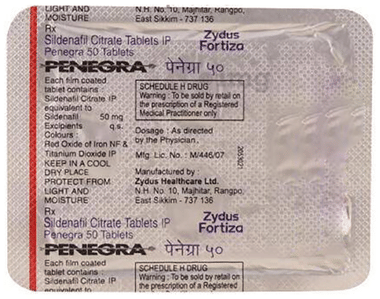 LIGHT AND
MOISTURE
N.H. No. 10, Majhitar, Rangpo,
East Sikkim - 737 136
Rx
Sildenafil Citrate Tablets IP
Penegra 50 Tablets
Zydus
Fortiza
PENEGRA पेनेग्रा ५०
Each film coated
tablet contains
Sildenafil Citrate IP
equivalent to
Sildenafil 50 mg
Excipients q.s.
Colours :
Red Oxide of Iron NF &
Titanium Dioxide IP
KEEP IN A COOL
DRY PLACE
PROTECT FROM
LIGHT AND
MOISTURE
SCHEDULE H DRUG
Warning : To be sold by retail on
the prescription of a Registered
Medical Practitioner only
Dosage : As directed
by the Physician.
Mfg. Lic. No. : M/446/07
Manufactured by
Zydus Healthcare Ltd.
N.H. No. 10, Majhitar, Rangpo,
East Sikkim - 737 136
Rx
Sildenafil Citrate Tablets IP
Penegra 50 Tablets
Zydus
Fortiza
PENEGRA पेनेग्रा ५०
Each film coated
tablet contains
Sildenafil Citrate IP
equivalent to
SCHEDULE H DRUG
Warning : To be sold by retail on
the prescription of a Registered